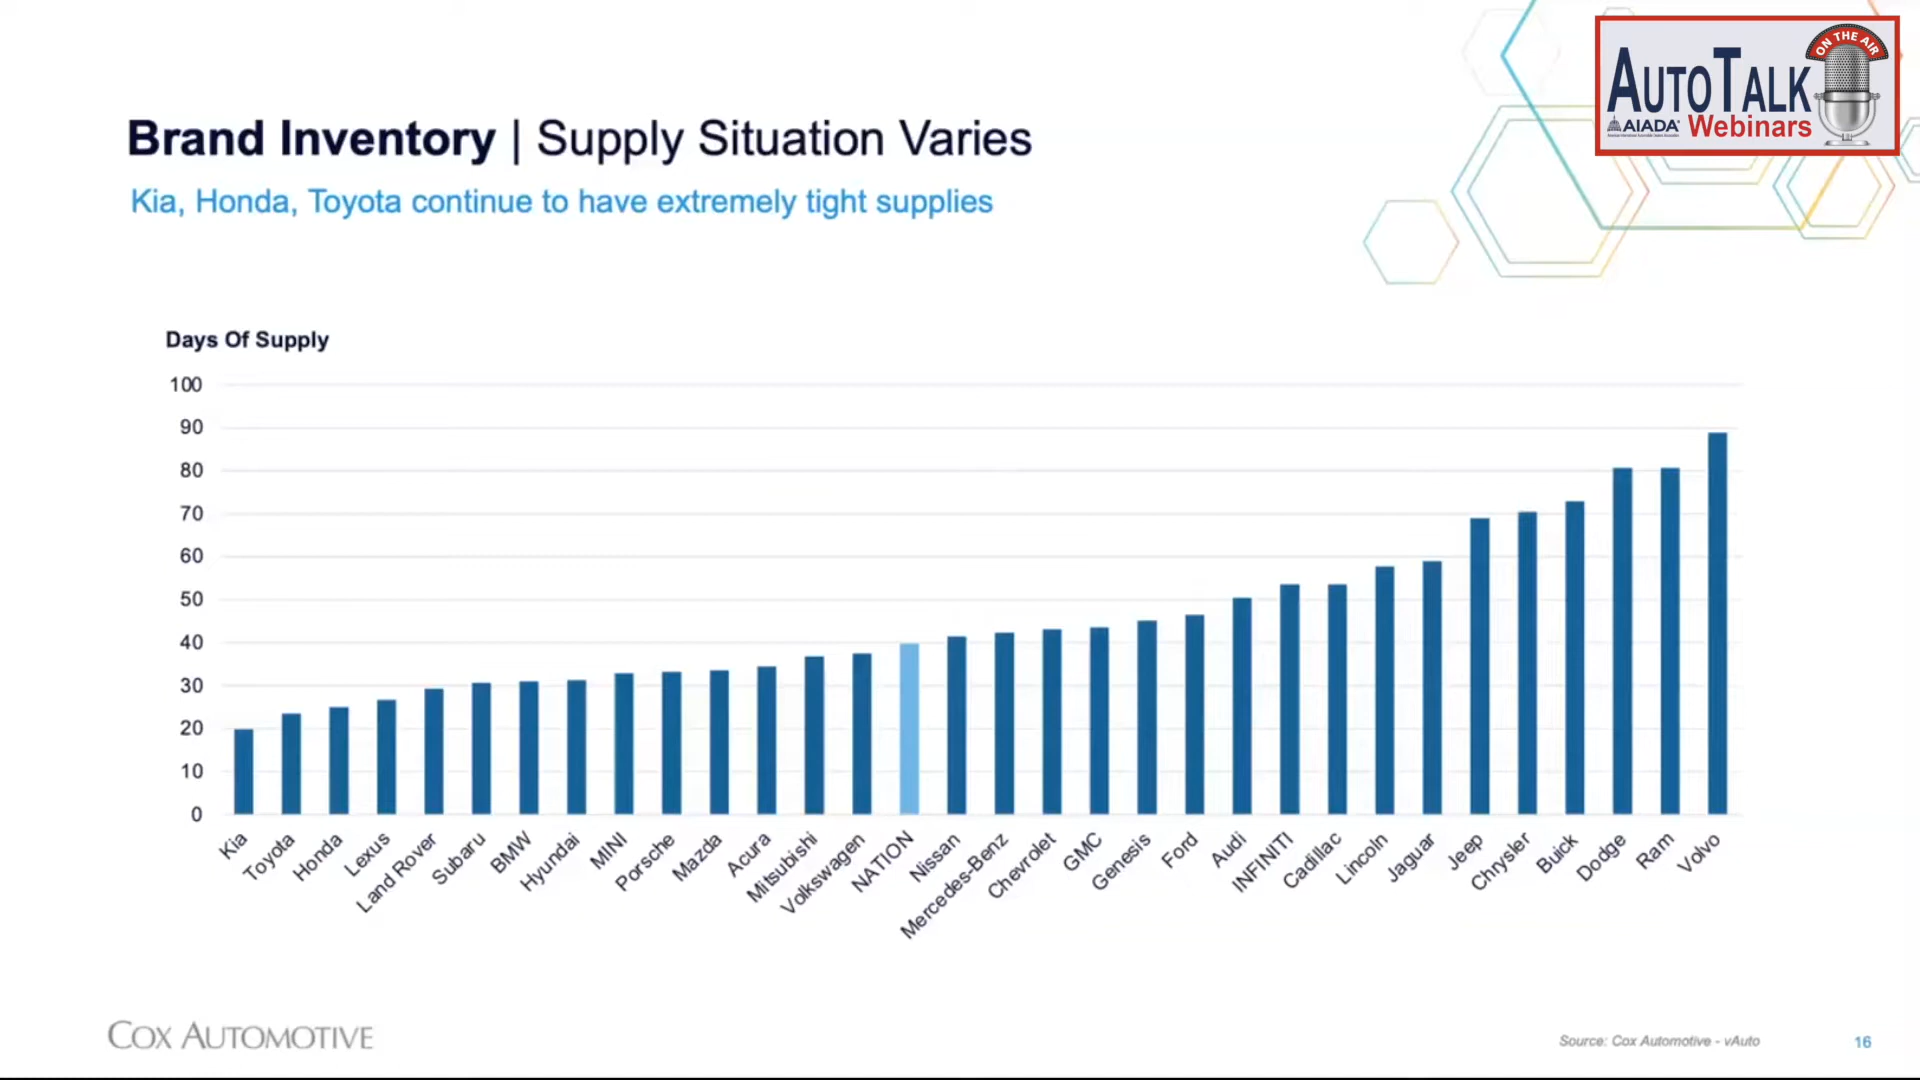 ON THE AIR
AUTOTALK
AIADA Webinars
Brand Inventory | Supply Situation Varies
Kia, Honda, Toyota continue to have extremely tight supplies
Days Of Supply
100
90
80
70
60
50
40
30
20
10
0
Kia
Toyota
Honda
Lexus
Land Rover
Subaru
BMW
Hyundai
MINI
Porsche
Mazda
Acura
Mitsubishi
Volkswagen
NATION
Nissan
Mercedes-Benz
Chevrolet
GMC
Genesis
Ford
Audi
INFINITI
Cadillac
Lincoln
Jaguar
Jeep
Chrysler
Buick
Dodge
Ram
Volvo
COX AUTOMOTIVE
Source: Cox Automotive - vAuto
16